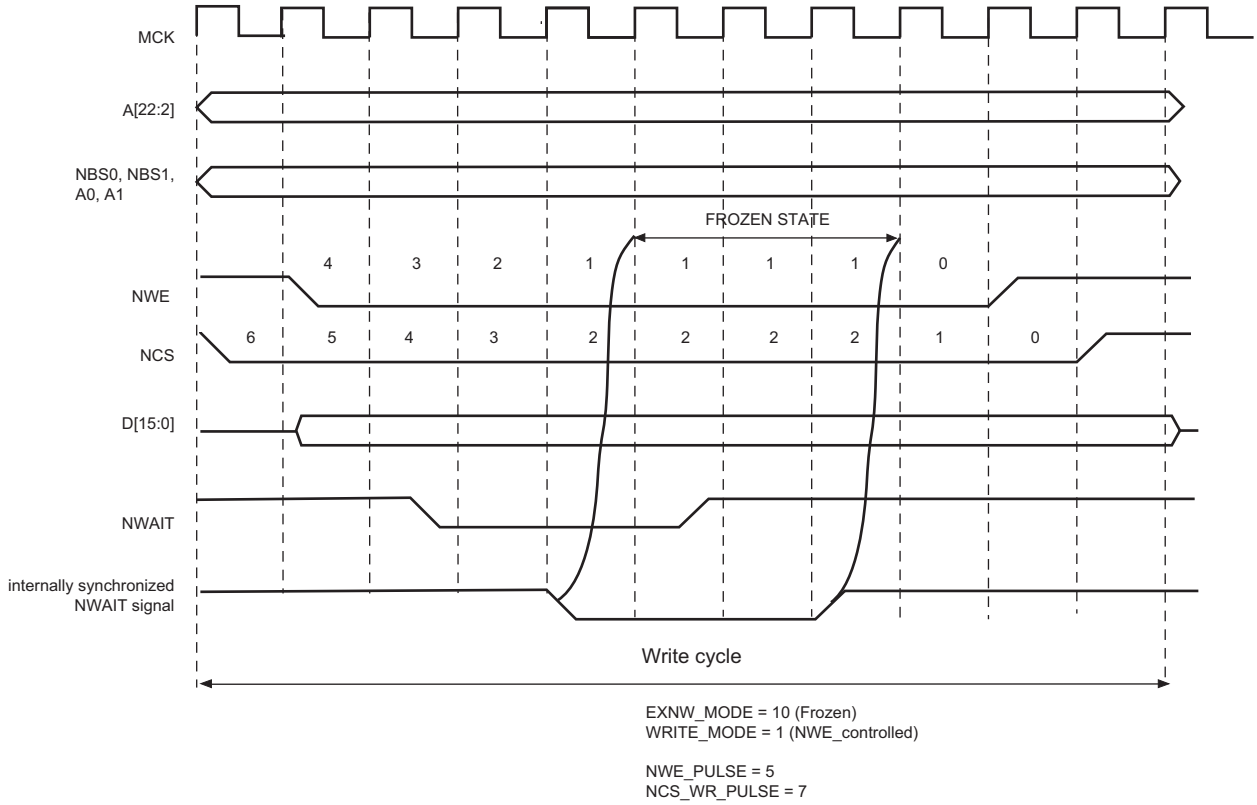 MCK
A[22:2]
NBS0, NBS1,
A0, A1
FROZEN STATE
4 3 2 1 1 1 1 0
NWE
6 5 4 3 2 2 2 2 1 0
NCS
D[15:0]
NWAIT
internally synchronized
NWAIT signal
Write cycle
EXNW_MODE = 10 (Frozen)
WRITE_MODE = 1 (NWE_controlled)
NWE_PULSE = 5
NCS_WR_PULSE = 7